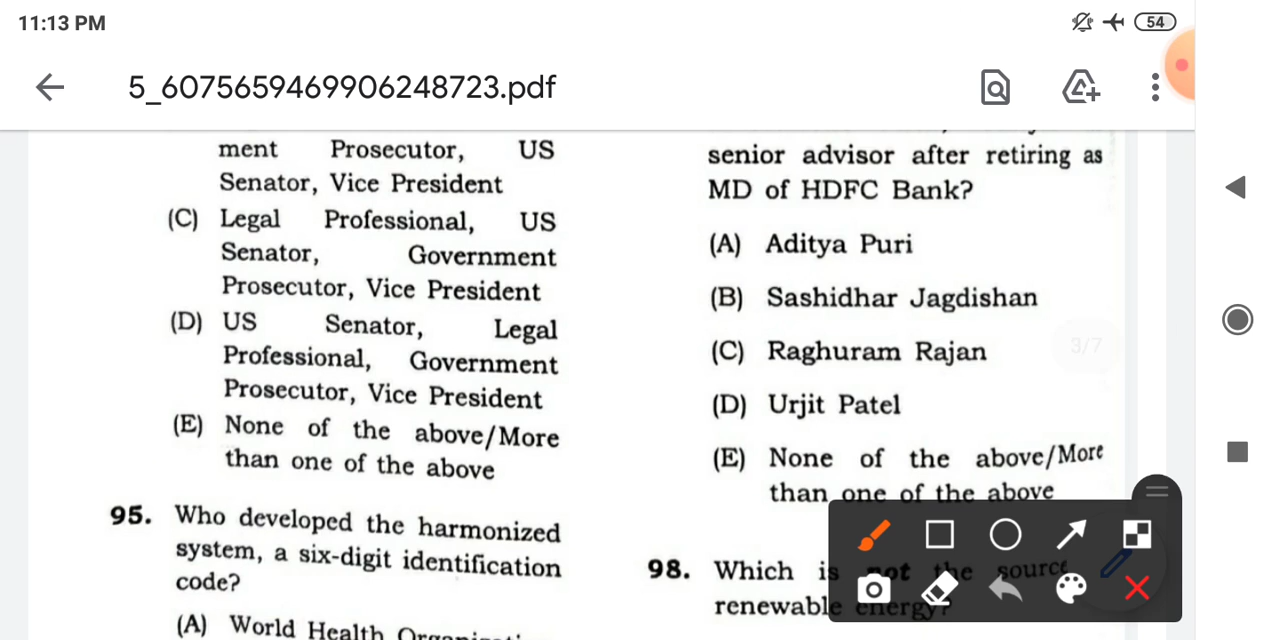 11:13 PM
54
5_6075659469906248723.pdf
ment Prosecutor, US
Senator, Vice President
(C) Legal Professional, US
Senator, Government
Prosecutor, Vice President
(D) US Senator, Legal
Professional, Government
Prosecutor, Vice President
(E) None of the above/More
than one of the above
95. Who developed the harmonized
system, a six-digit identification
code?
(A) World Health
senior advisor after retiring as
MD of HDFC Bank?
(A) Aditya Puri
(B) Sashidhar Jagdishan
(C) Raghuram Rajan
3/7
(D) Urjit Patel
(E) None of the above/More
than one of the above
98. Which is not the source
renewable energy?